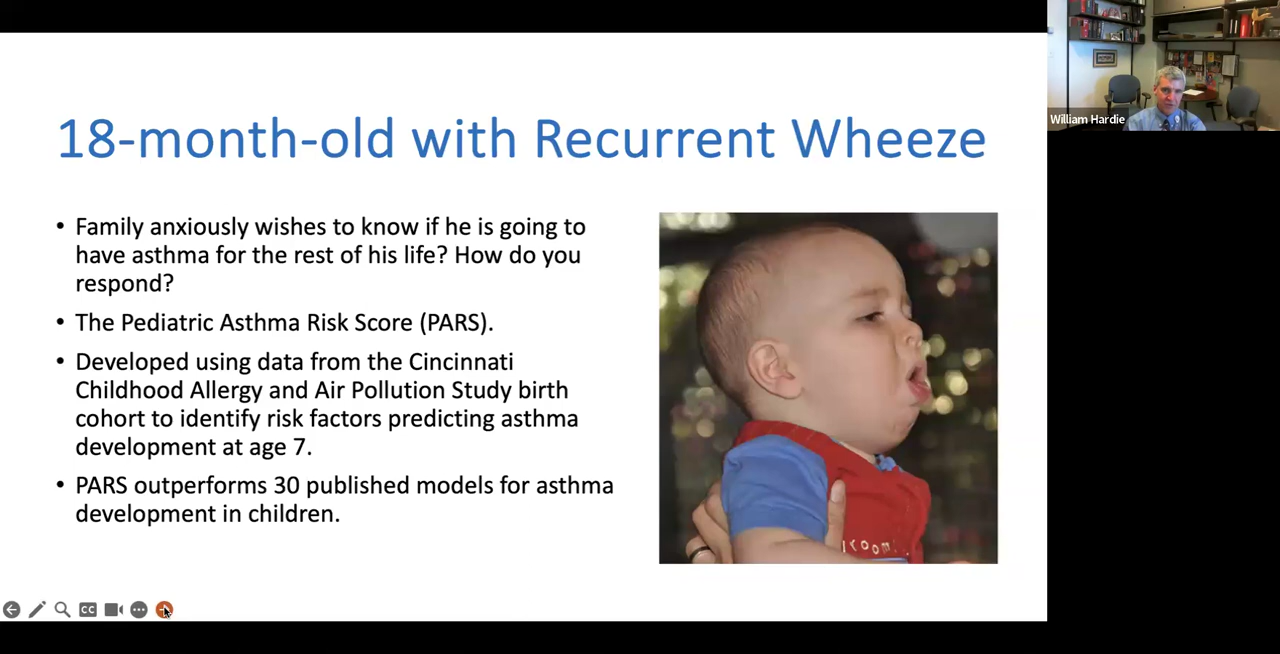 18-month-old with Recurrent Wheeze
• Family anxiously wishes to know if he is going to
have asthma for the rest of his life? How do you
respond?
• The Pediatric Asthma Risk Score (PARS).
• Developed using data from the Cincinnati
Childhood Allergy and Air Pollution Study birth
cohort to identify risk factors predicting asthma
development at age 7.
• PARS outperforms 30 published models for asthma
development in children.
room
CC
William Hardie